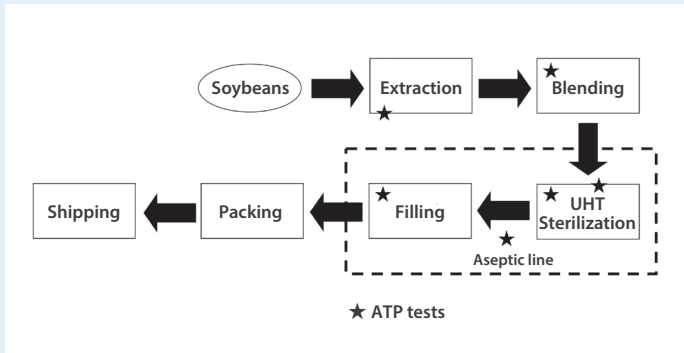 Soybeans
Extraction
Blending
Shipping
Packing
Filling
UHT
Sterilization
Aseptic line
★ ATP tests